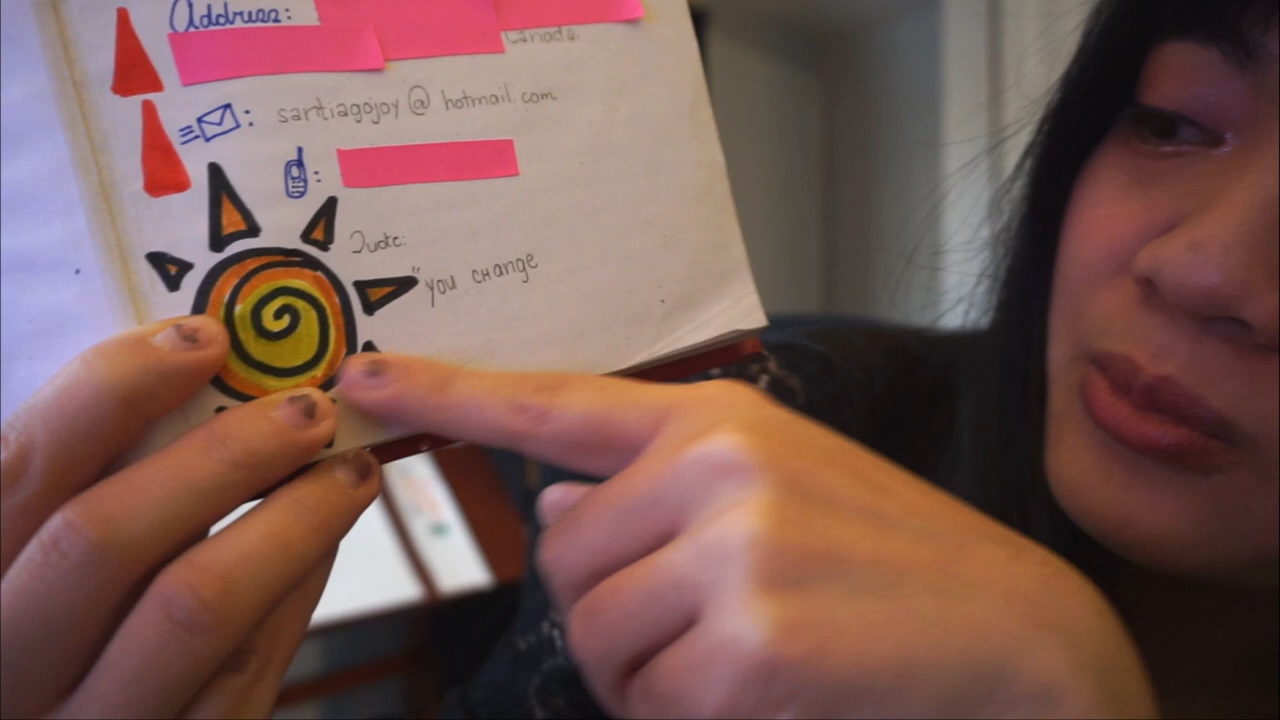 Address:
Canada.
: santiagojoy@hotmail.com
:
Quote:
"you cHange